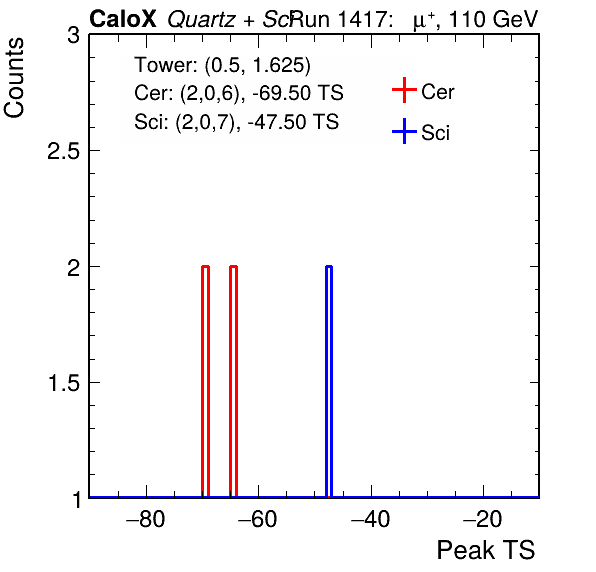 CaloX Quartz + Sci Run 1417: μ⁺, 110 GeV
Counts
Tower: (0.5, 1.625)
Cer: (2,0,6), -69.50 TS
Sci: (2,0,7), -47.50 TS
Cer
Sci
3
2.5
2
1.5
1
−80 −60 −40 −20
Peak TS